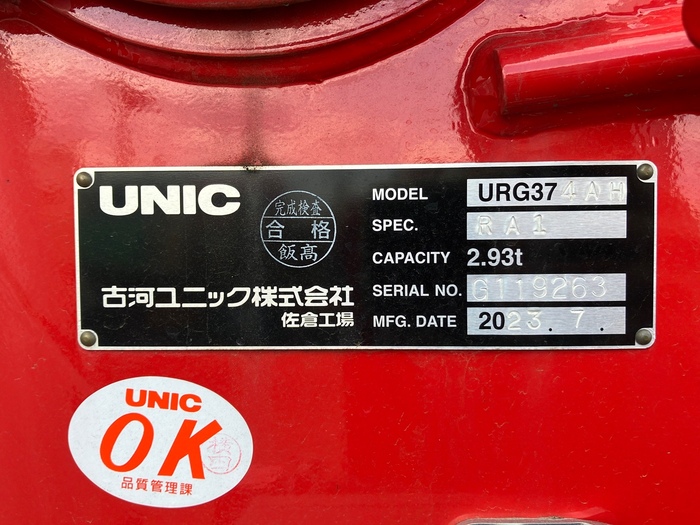 UNIC
完成検査
合格
飯高
古河ユニック株式会社
佐倉工場
MODEL URG374AH
SPEC. RA1
CAPACITY 2.93t
SERIAL NO. G119263
MFG. DATE 2023.7.
UNIC
OK
品質管理課